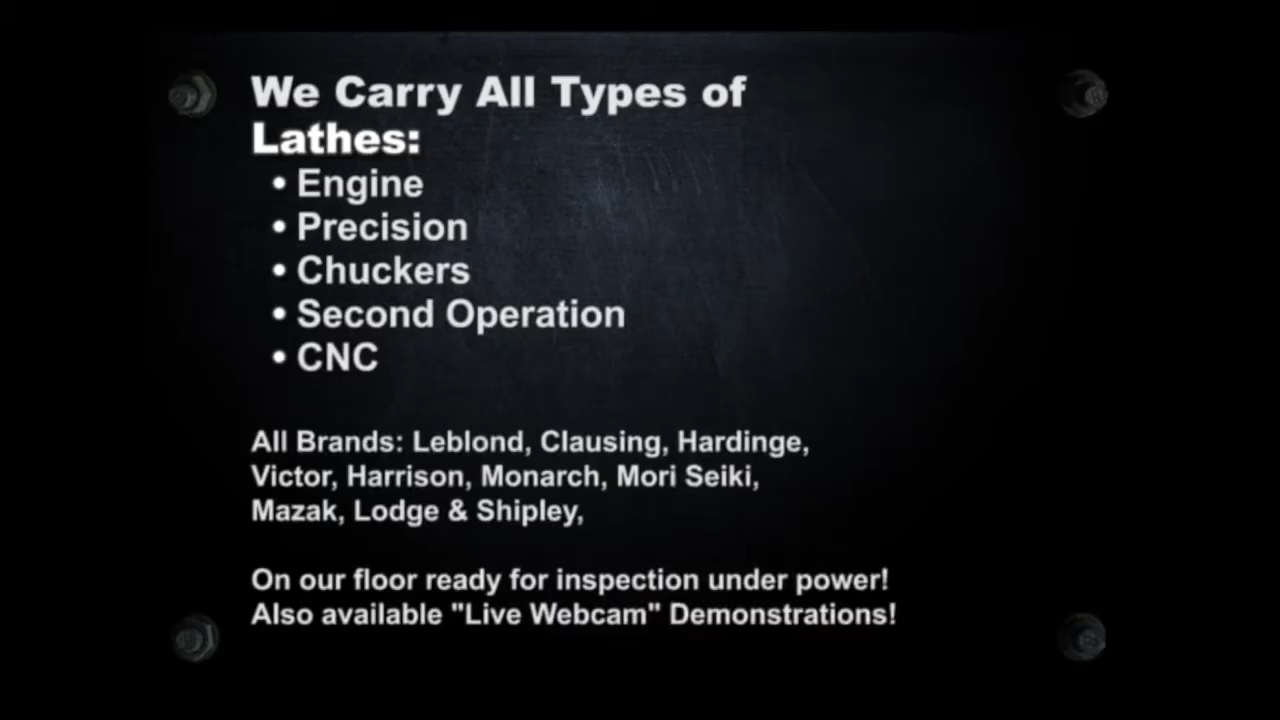 We Carry All Types of
Lathes:
• Engine
• Precision
• Chuckers
• Second Operation
• CNC
All Brands: Leblond, Clausing, Hardinge,
Victor, Harrison, Monarch, Mori Seiki,
Mazak, Lodge & Shipley,
On our floor ready for inspection under power!
Also available "Live Webcam" Demonstrations!